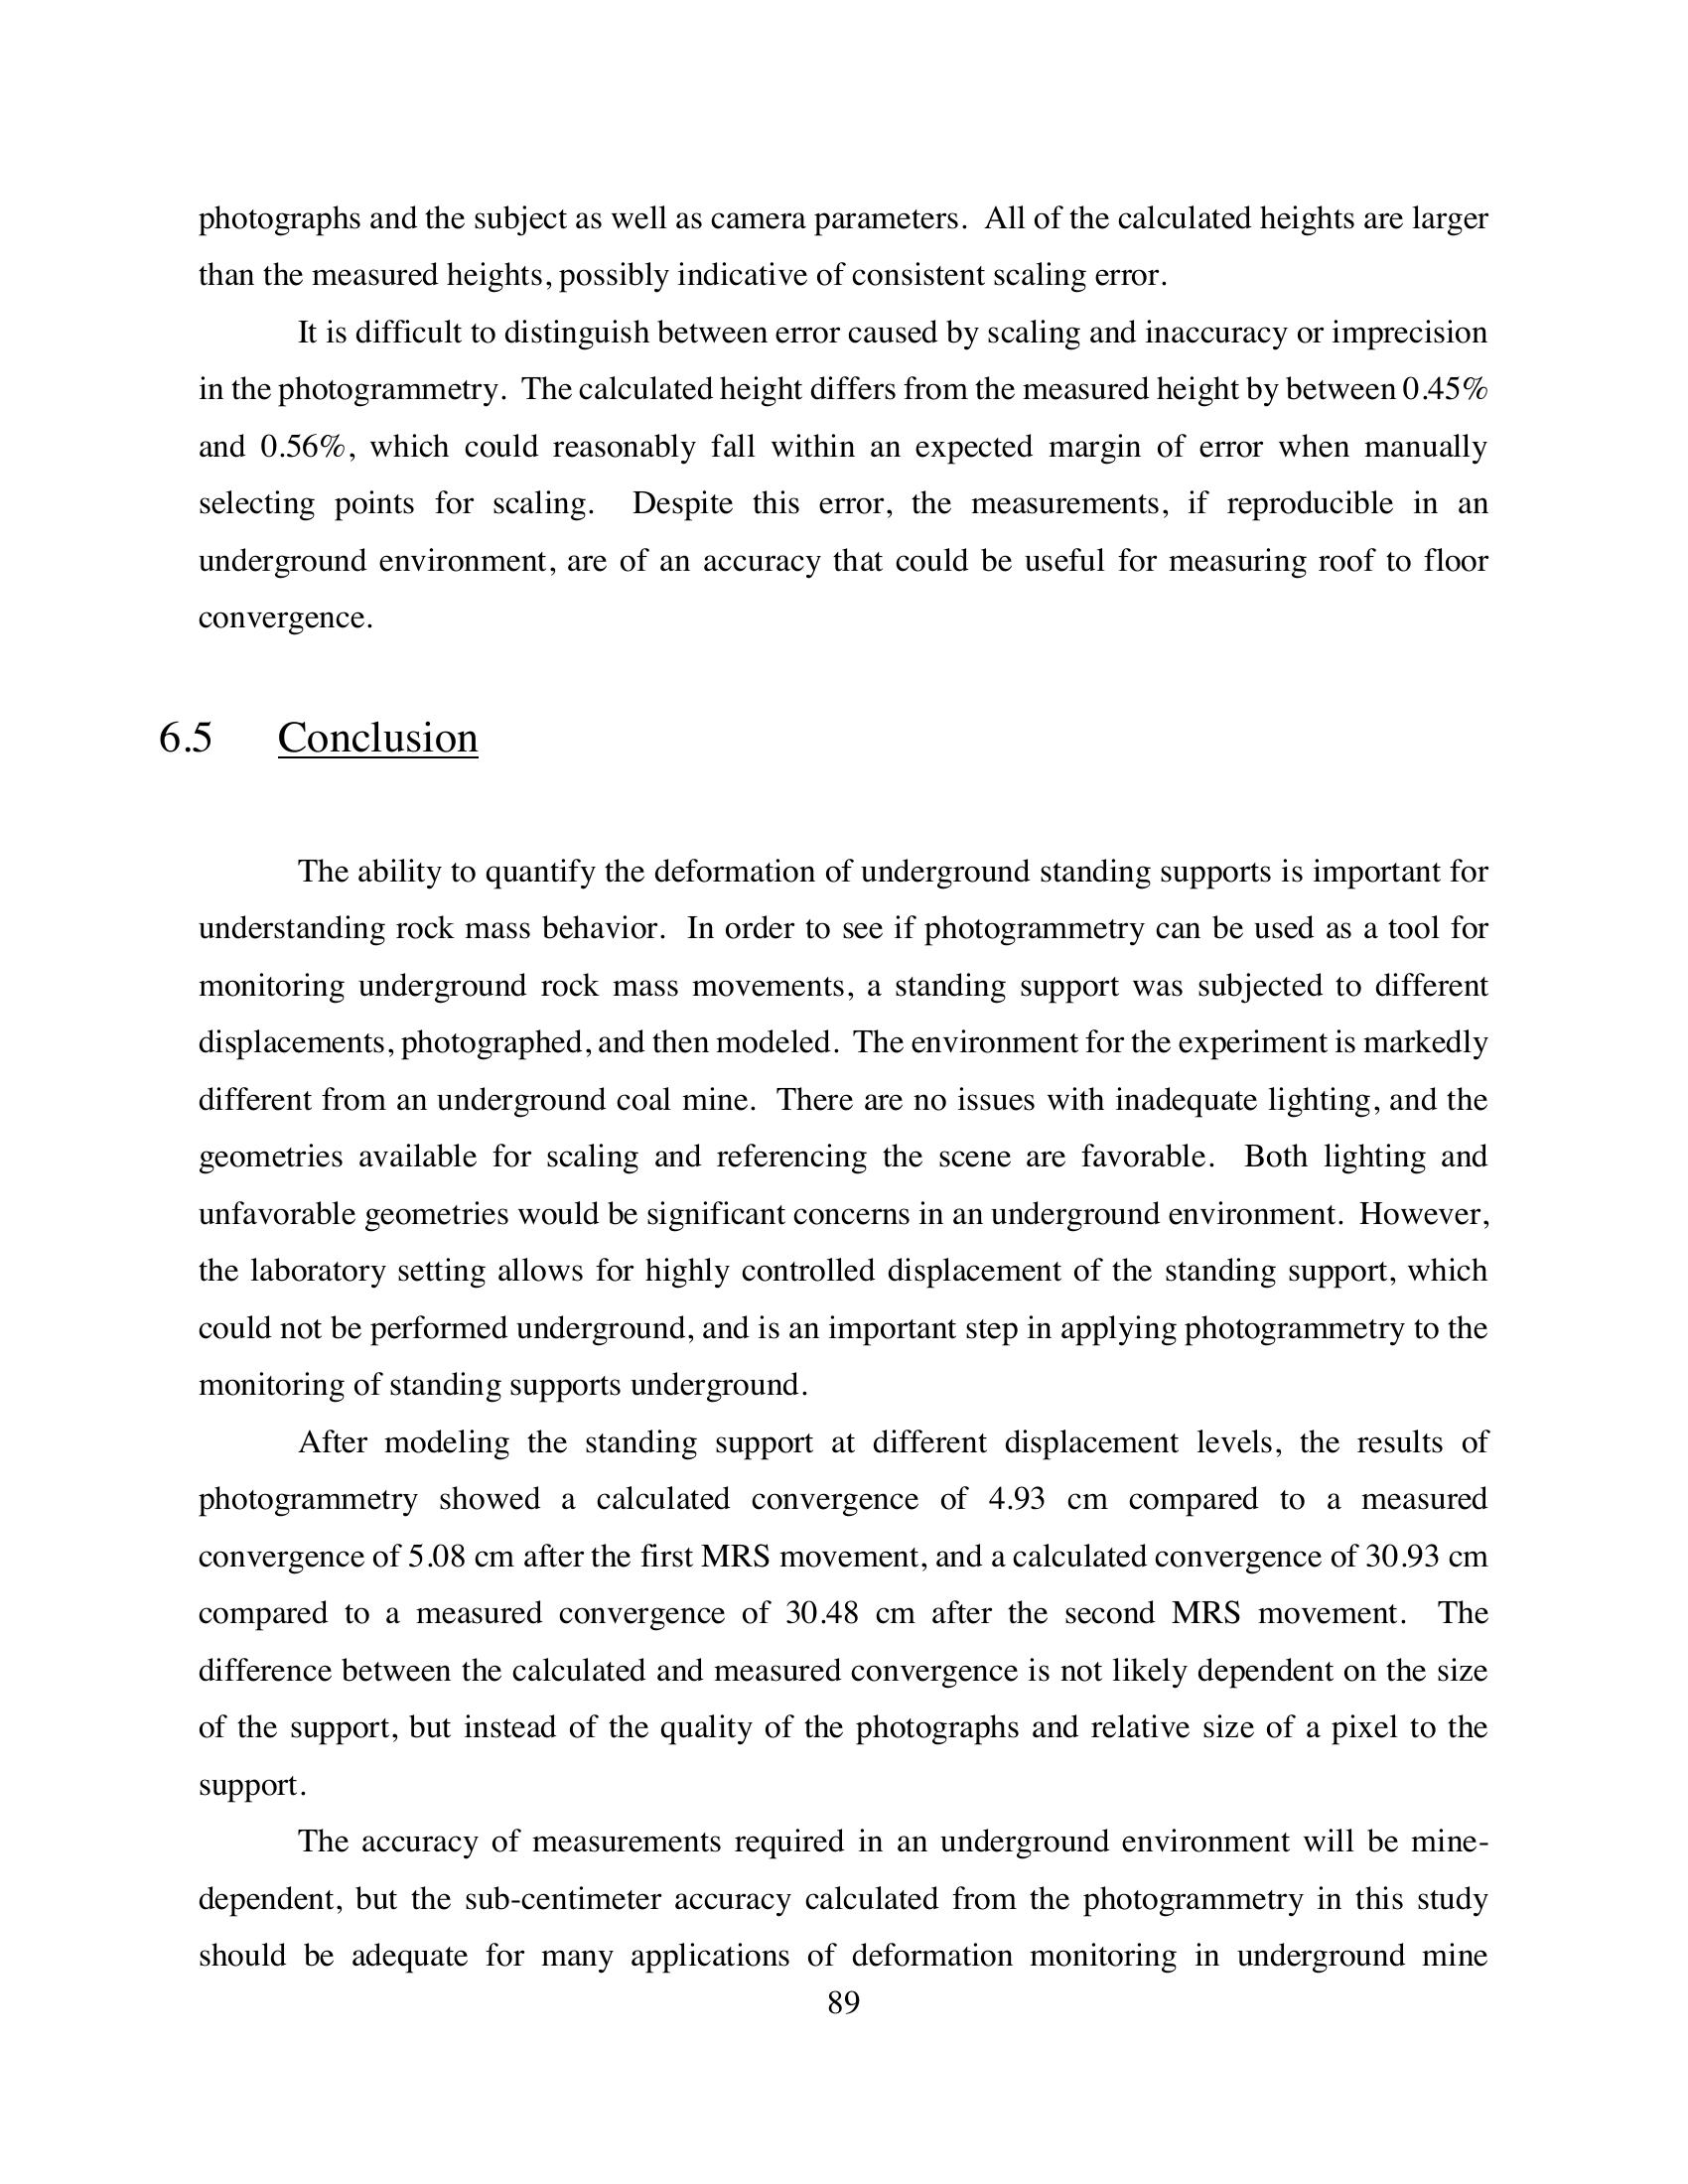 photographs and the subject as well as camera parameters.  All of the calculated heights are larger
than the measured heights, possibly indicative of consistent scaling error.
It is difficult to distinguish between error caused by scaling and inaccuracy or imprecision
in the photogrammetry.  The calculated height differs from the measured height by between 0.45%
and 0.56%, which could reasonably fall within an expected margin of error when manually
selecting points for scaling.  Despite this error, the measurements, if reproducible in an
underground environment, are of an accuracy that could be useful for measuring roof to floor
convergence.
6.5 Conclusion
The ability to quantify the deformation of underground standing supports is important for
understanding rock mass behavior.  In order to see if photogrammetry can be used as a tool for
monitoring underground rock mass movements, a standing support was subjected to different
displacements, photographed, and then modeled.  The environment for the experiment is markedly
different from an underground coal mine.  There are no issues with inadequate lighting, and the
geometries available for scaling and referencing the scene are favorable.  Both lighting and
unfavorable geometries would be significant concerns in an underground environment.  However,
the laboratory setting allows for highly controlled displacement of the standing support, which
could not be performed underground, and is an important step in applying photogrammetry to the
monitoring of standing supports underground.
After modeling the standing support at different displacement levels, the results of
photogrammetry showed a calculated convergence of 4.93 cm compared to a measured
convergence of 5.08 cm after the first MRS movement, and a calculated convergence of 30.93 cm
compared to a measured convergence of 30.48 cm after the second MRS movement.  The
difference between the calculated and measured convergence is not likely dependent on the size
of the support, but instead of the quality of the photographs and relative size of a pixel to the
support.
The accuracy of measurements required in an underground environment will be mine-
dependent, but the sub-centimeter accuracy calculated from the photogrammetry in this study
should be adequate for many applications of deformation monitoring in underground mine
89